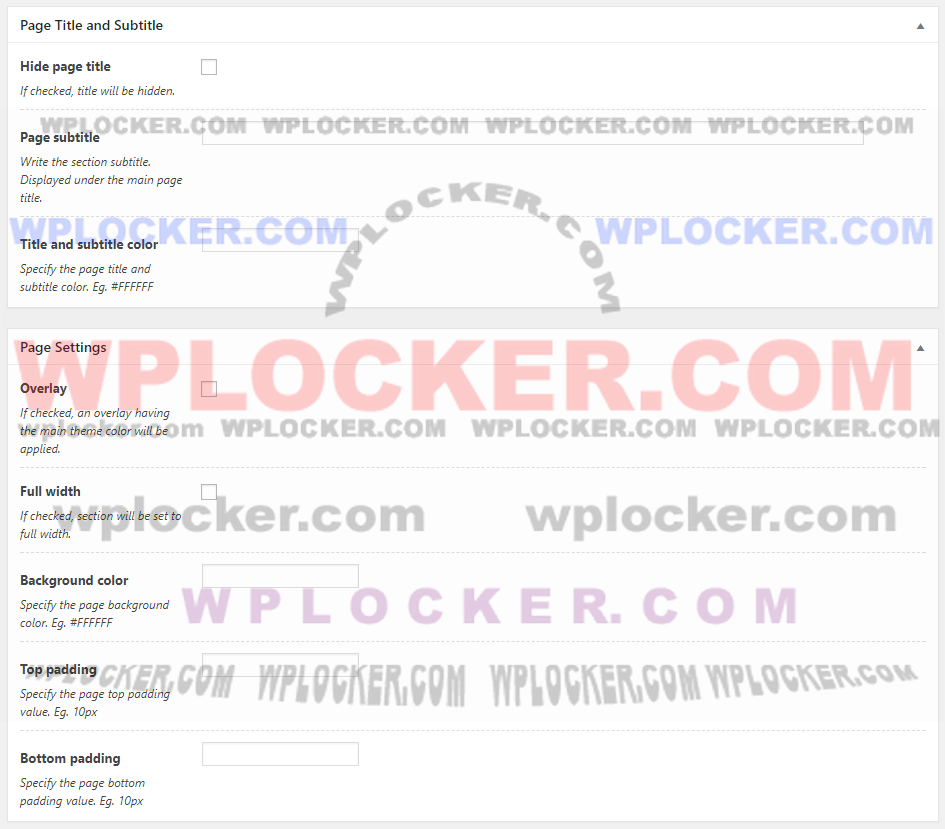 Page Title and Subtitle
Hide page title
If checked, title will be hidden.
WPLOCKER.COM WPLOCKER.COM WPLOCKER.COM WPLOCKER.COM
Page subtitle
Write the section subtitle.
Displayed under the main page
title.
WPLOCKER.COM
WPLOCKER.COM WPLOCKER.COM
Title and subtitle color
Specify the page title and
subtitle color. Eg. #FFFFFF
Page Settings
WPLOCKER.COM
Overlay
If checked, an overlay having
the main theme color will be
applied.
wplocker.com WPLOCKER.COM WPLOCKER.COM WPLOCKER.COM
Full width
If checked, section will be set to
full width.
wplocker.com wplocker.com
Background color
Specify the page background
color. Eg. #FFFFFF
WPLOCKER.COM
Top padding
WPLOCKER.COM WPLOCKER.COM WPLOCKER.COM WPLOCKER.COM
Specify the page top padding
value. Eg. 10px
Bottom padding
Specify the page bottom
padding value. Eg. 10px